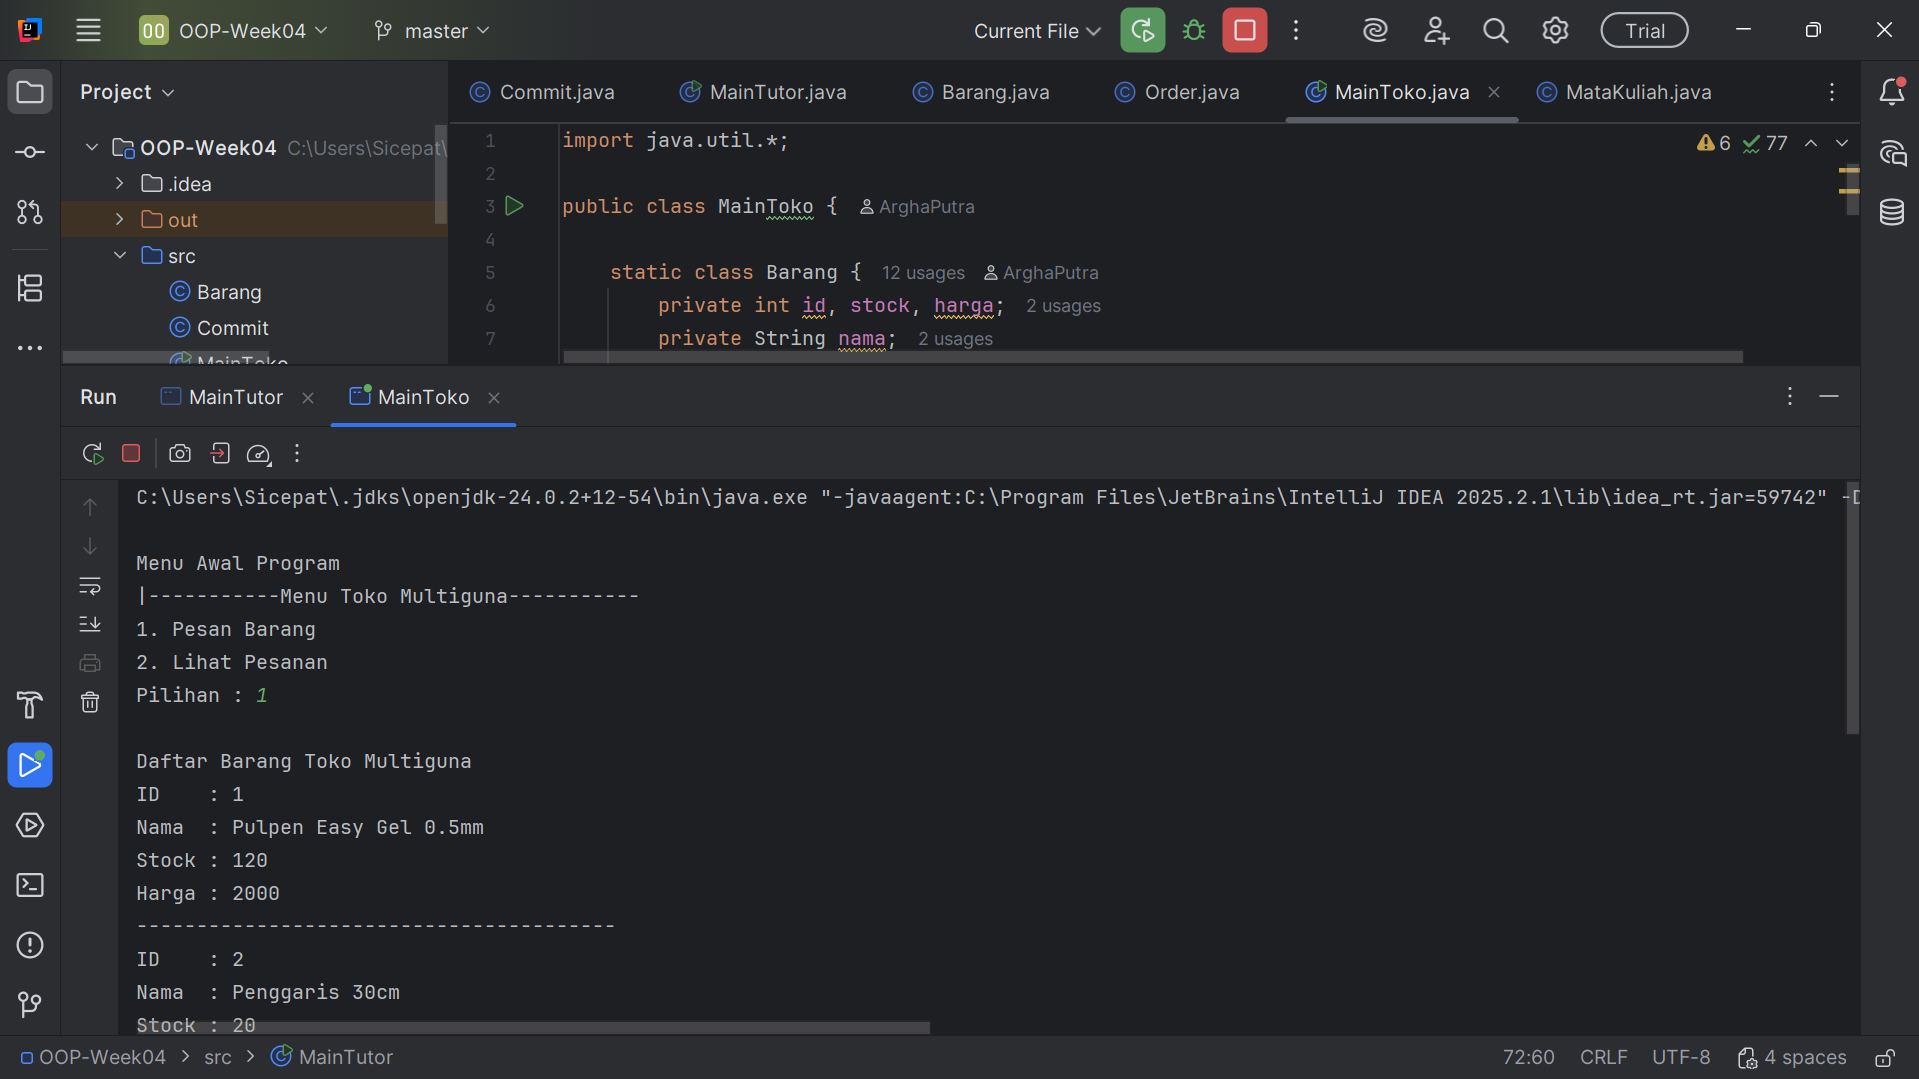 00 OOP-Week04 master Current File Trial
Project
Commit.java MainTutor.java Barang.java Order.java MainToko.java MataKuliah.java
OOP-Week04 C:\Users\Sicepat\
.idea
out
src
Barang
Commit
MainToko
1 import java.util.*;
2
3 public class MainToko { ArghaPutra
4
5 static class Barang { 12 usages ArghaPutra
6 private int id, stock, harga; 2 usages
7 private String nama; 2 usages
6 77
Run MainTutor MainToko
C:\Users\Sicepat\.jdks\openjdk-24.0.2+12-54\bin\java.exe "-javaagent:C:\Program Files\JetBrains\IntelliJ IDEA 2025.2.1\lib\idea_rt.jar=59742" -D
Menu Awal Program
|-----------Menu Toko Multiguna-----------
1. Pesan Barang
2. Lihat Pesanan
Pilihan : 1
Daftar Barang Toko Multiguna
ID    : 1
Nama  : Pulpen Easy Gel 0.5mm
Stock : 120
Harga : 2000
----------------------------------------
ID    : 2
Nama  : Penggaris 30cm
Stock : 20
OOP-Week04 > src > MainTutor 72:60 CRLF UTF-8 4 spaces